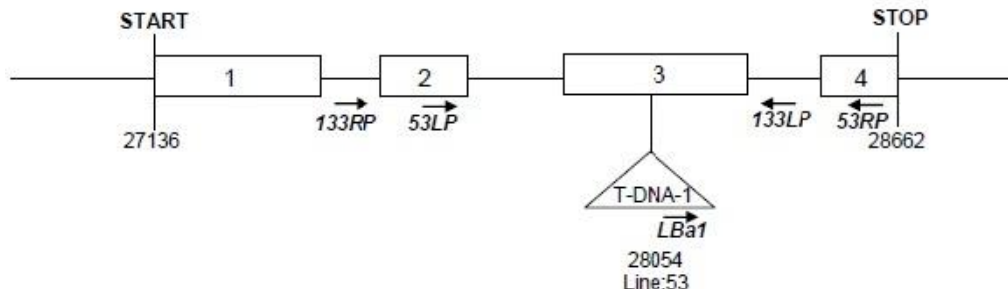 START STOP
1 2 3 4
133RP 53LP 133LP 53RP
27136 28662
T-DNA-1
LBa1
28054
Line:53